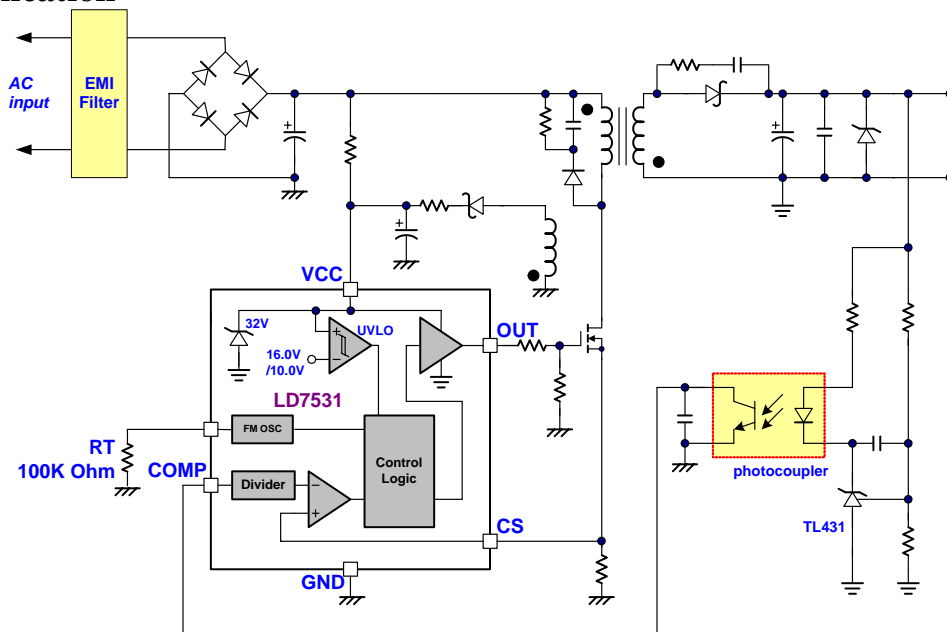 AC
input
EMI
Filter
VCC
32V
UVLO
16.0V
/10.0V
OUT
LD7531
RT
100K Ohm
FM OSC
COMP
Divider
Control
Logic
CS
GND
photocoupler
TL431